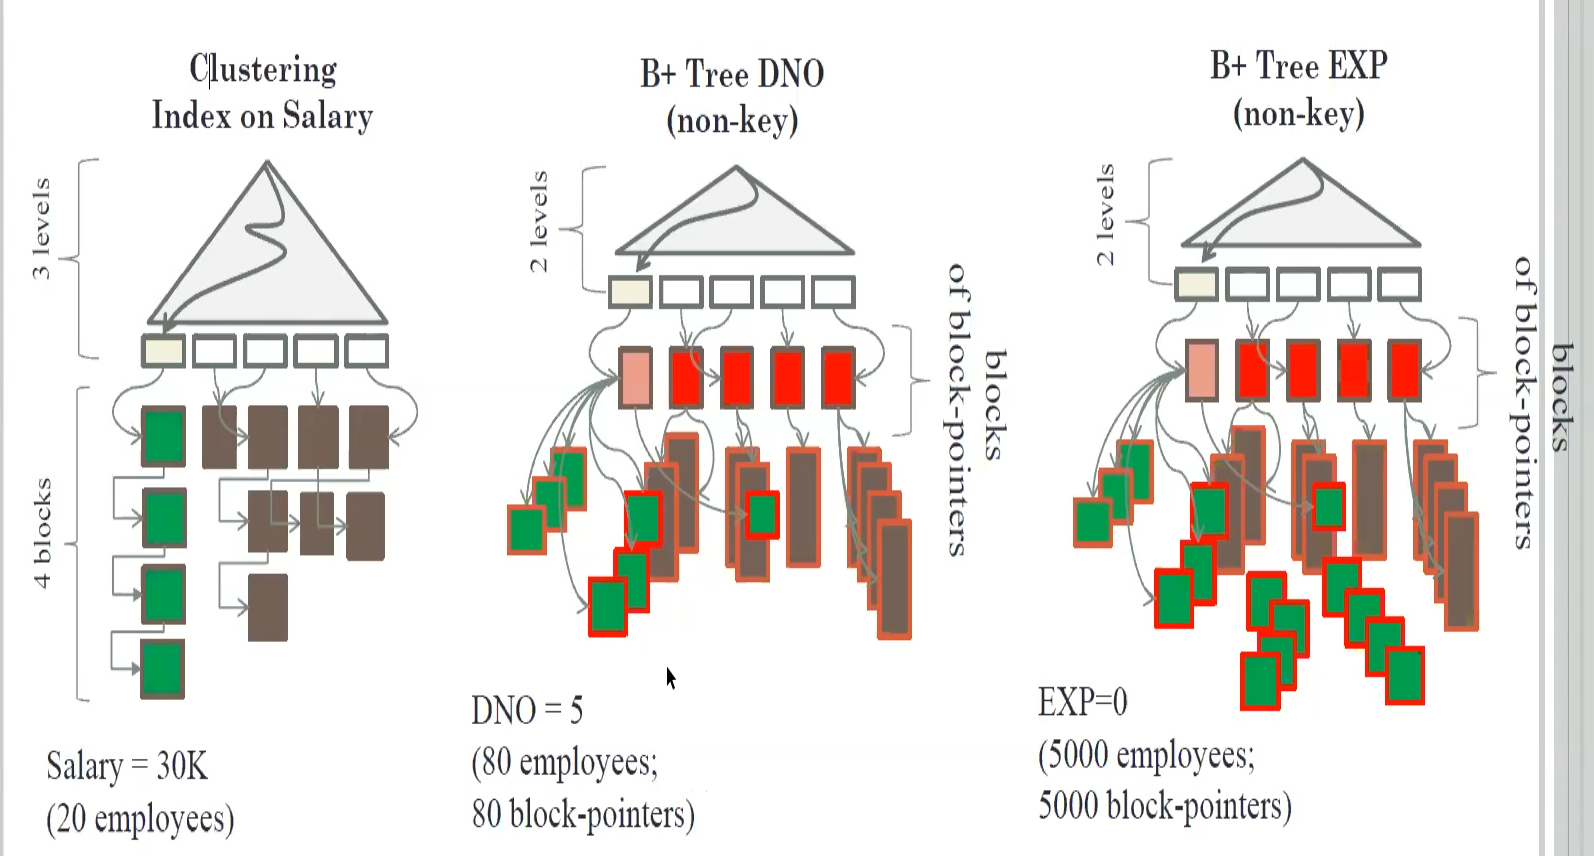 Clustering
Index on Salary
3 levels
4 blocks
Salary = 30K
(20 employees)
B+ Tree DNO
(non-key)
2 levels
blocks
of block-pointers
DNO = 5
(80 employees;
80 block-pointers)
B+ Tree EXP
(non-key)
2 levels
blocks
of block-pointers
EXP=0
(5000 employees;
5000 block-pointers)